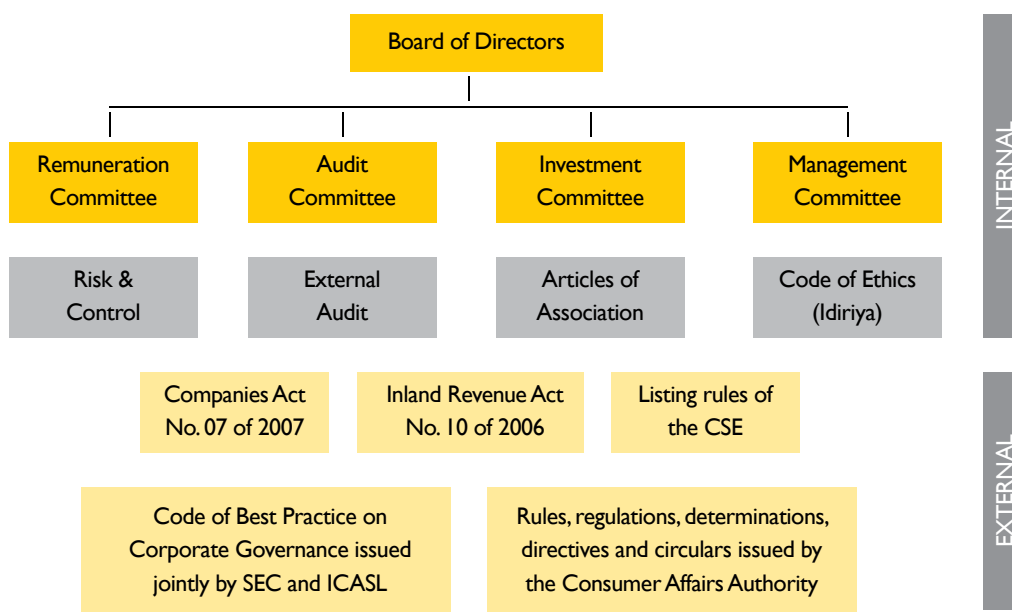 Board of Directors
Remuneration
Committee
Audit
Committee
Investment
Committee
Management
Committee
Risk &
Control
External
Audit
Articles of
Association
Code of Ethics
(Idiriya)
INTERNAL
Companies Act
No. 07 of 2007
Inland Revenue Act
No. 10 of 2006
Listing rules of
the CSE
Code of Best Practice on
Corporate Governance issued
jointly by SEC and ICASL
Rules, regulations, determinations,
directives and circulars issued by
the Consumer Affairs Authority
EXTERNAL